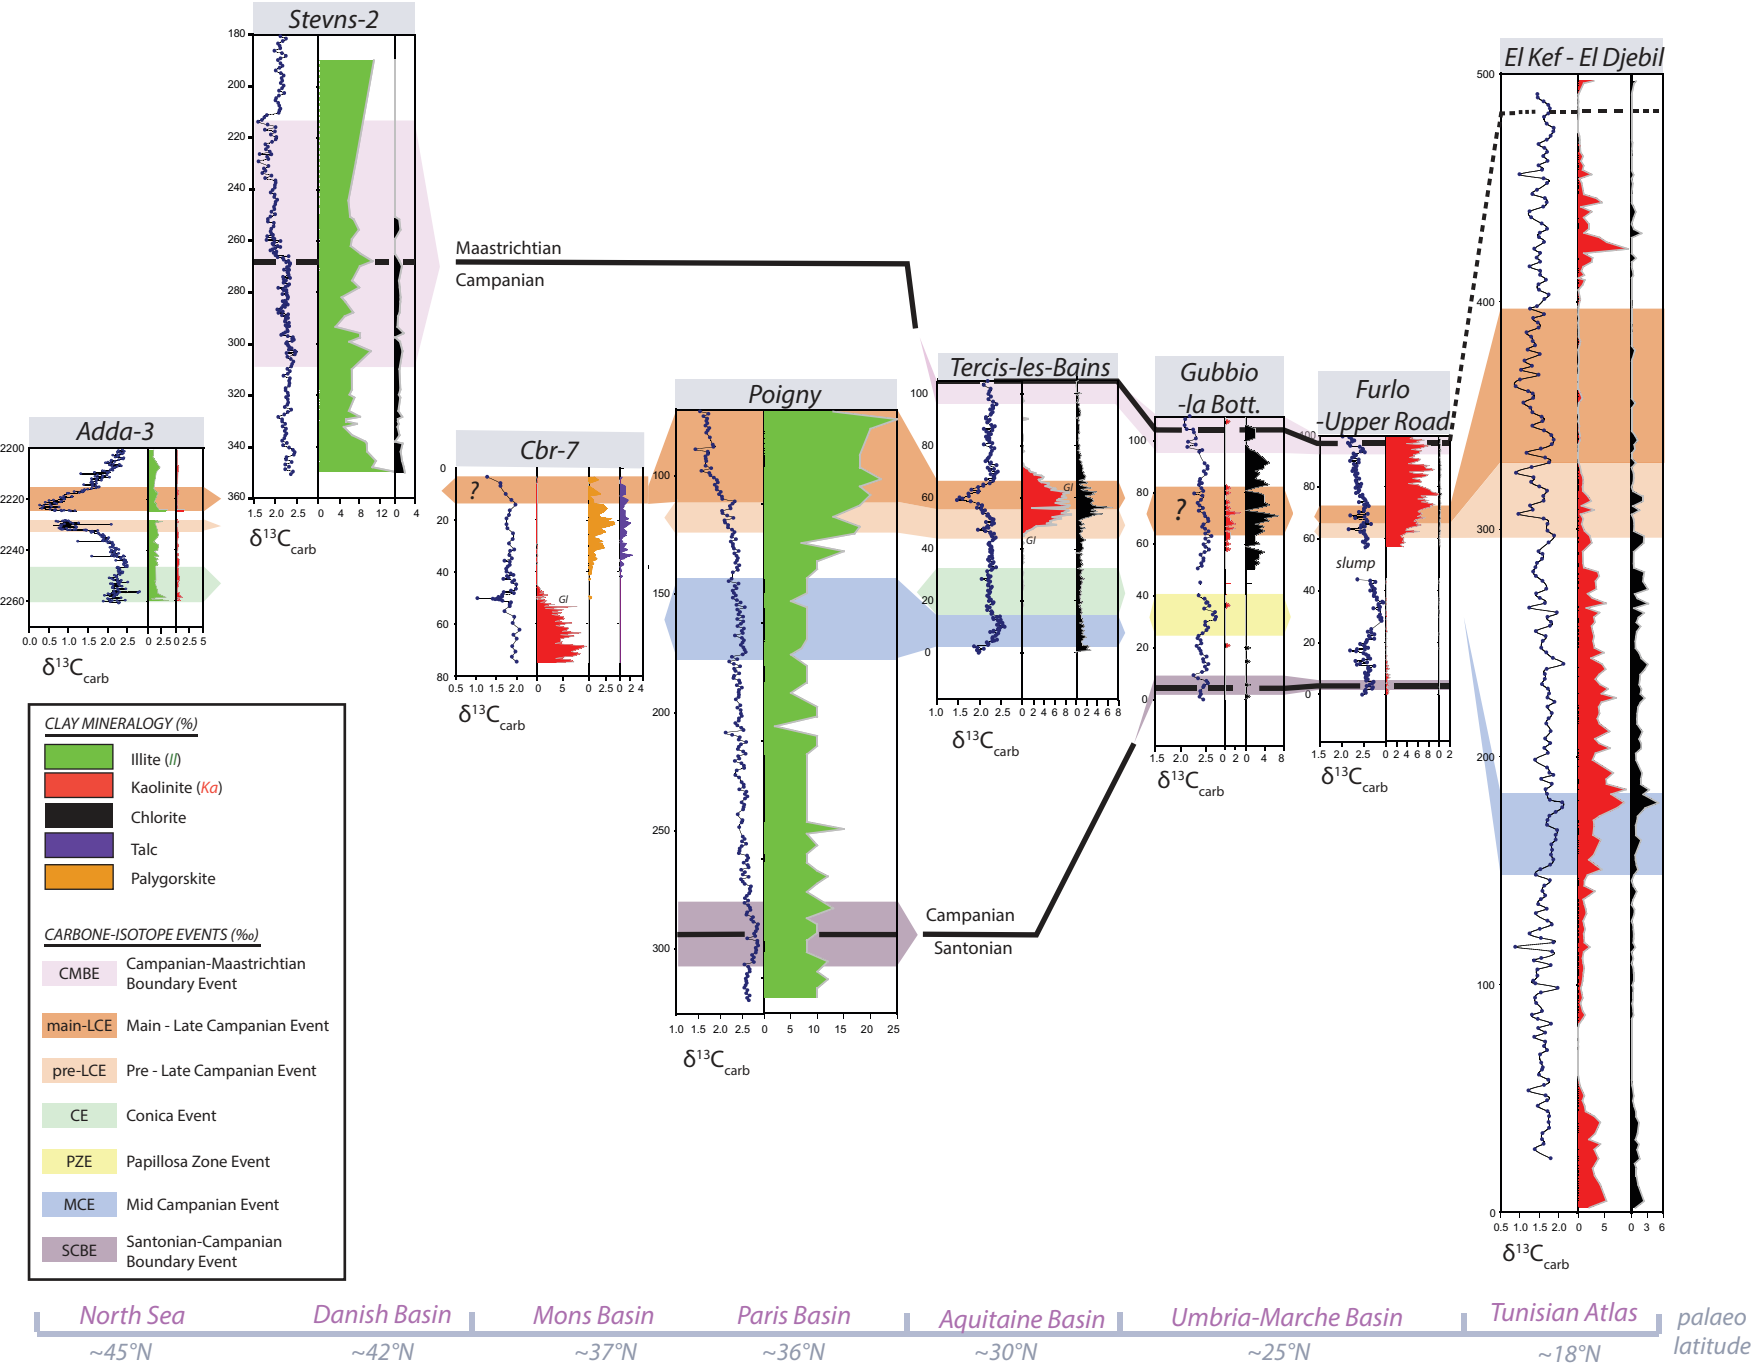 Stevns-2
180
200
220
240
260
280
300
320
340
360
1.5 2.0 2.5 0 4 8 12 0 4
δ13Ccarb
Adda-3
2200
2220
2240
2260
0.0 0.5 1.0 1.5 2.0 2.5 0 2.5 0 2.5 5
δ13Ccarb
Maastrichtian
Campanian
Cbr-7
?
GI
0
20
40
60
80
0.5 1.0 1.5 2.0 0 5 0 2.5 0 2 4
δ13Ccarb
Poigny
100
150
200
250
300
1.0 1.5 2.0 2.5 0 5 10 15 20 25
δ13Ccarb
Campanian
Santonian
Tercis-les-Bains
100
80
60
40
20
0
GI
GI
1.0 1.5 2.0 2.5 0 2 4 6 8 0 2 4 6 8
δ13Ccarb
Gubbio
-la Bott.
100
80
60
40
20
0
?
1.5 2.0 2.5 0 2 0 4 8
δ13Ccarb
Furlo
-Upper Road
100
80
60
40
20
0
slump
1.5 2.0 2.5 0 2 4 6 8 0 2
δ13Ccarb
El Kef - El Djebil
500
400
300
200
100
0
0.5 1.0 1.5 2.0 0 5 0 3 6
δ13Ccarb
CLAY MINERALOGY (%)
Illite (Il)
Kaolinite (Ka)
Chlorite
Talc
Palygorskite
CARBONE-ISOTOPE EVENTS (‰)
CMBE Campanian-Maastrichtian
Boundary Event
main-LCE Main - Late Campanian Event
pre-LCE Pre - Late Campanian Event
CE Conica Event
PZE Papillosa Zone Event
MCE Mid Campanian Event
SCBE Santonian-Campanian
Boundary Event
North Sea Danish Basin Mons Basin Paris Basin Aquitaine Basin Umbria-Marche Basin Tunisian Atlas palaeo
latitude
~45°N ~42°N ~37°N ~36°N ~30°N ~25°N ~18°N